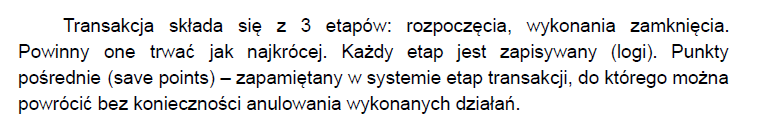 Transakcja składa się z 3 etapów: rozpoczęcia, wykonania zamknięcia.
Powinny one trwać jak najkrócej. Każdy etap jest zapisywany (logi). Punkty
pośrednie (save points) – zapamiętany w systemie etap transakcji, do którego można
powrócić bez konieczności anulowania wykonanych działań.